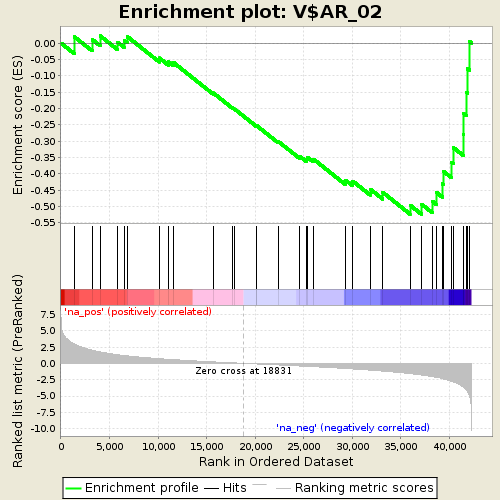 Enrichment plot: V$AR_02
Enrichment score (ES)
0.00
-0.05
-0.10
-0.15
-0.20
-0.25
-0.30
-0.35
-0.40
-0.45
-0.50
-0.55
Ranked list metric (PreRanked)
7.5
5.0
2.5
0.0
-2.5
-5.0
-7.5
-10.0
'na_pos' (positively correlated)
Zero cross at 18831
'na_neg' (negatively correlated)
0 5,000 10,000 15,000 20,000 25,000 30,000 35,000 40,000
Rank in Ordered Dataset
Enrichment profile Hits Ranking metric scores